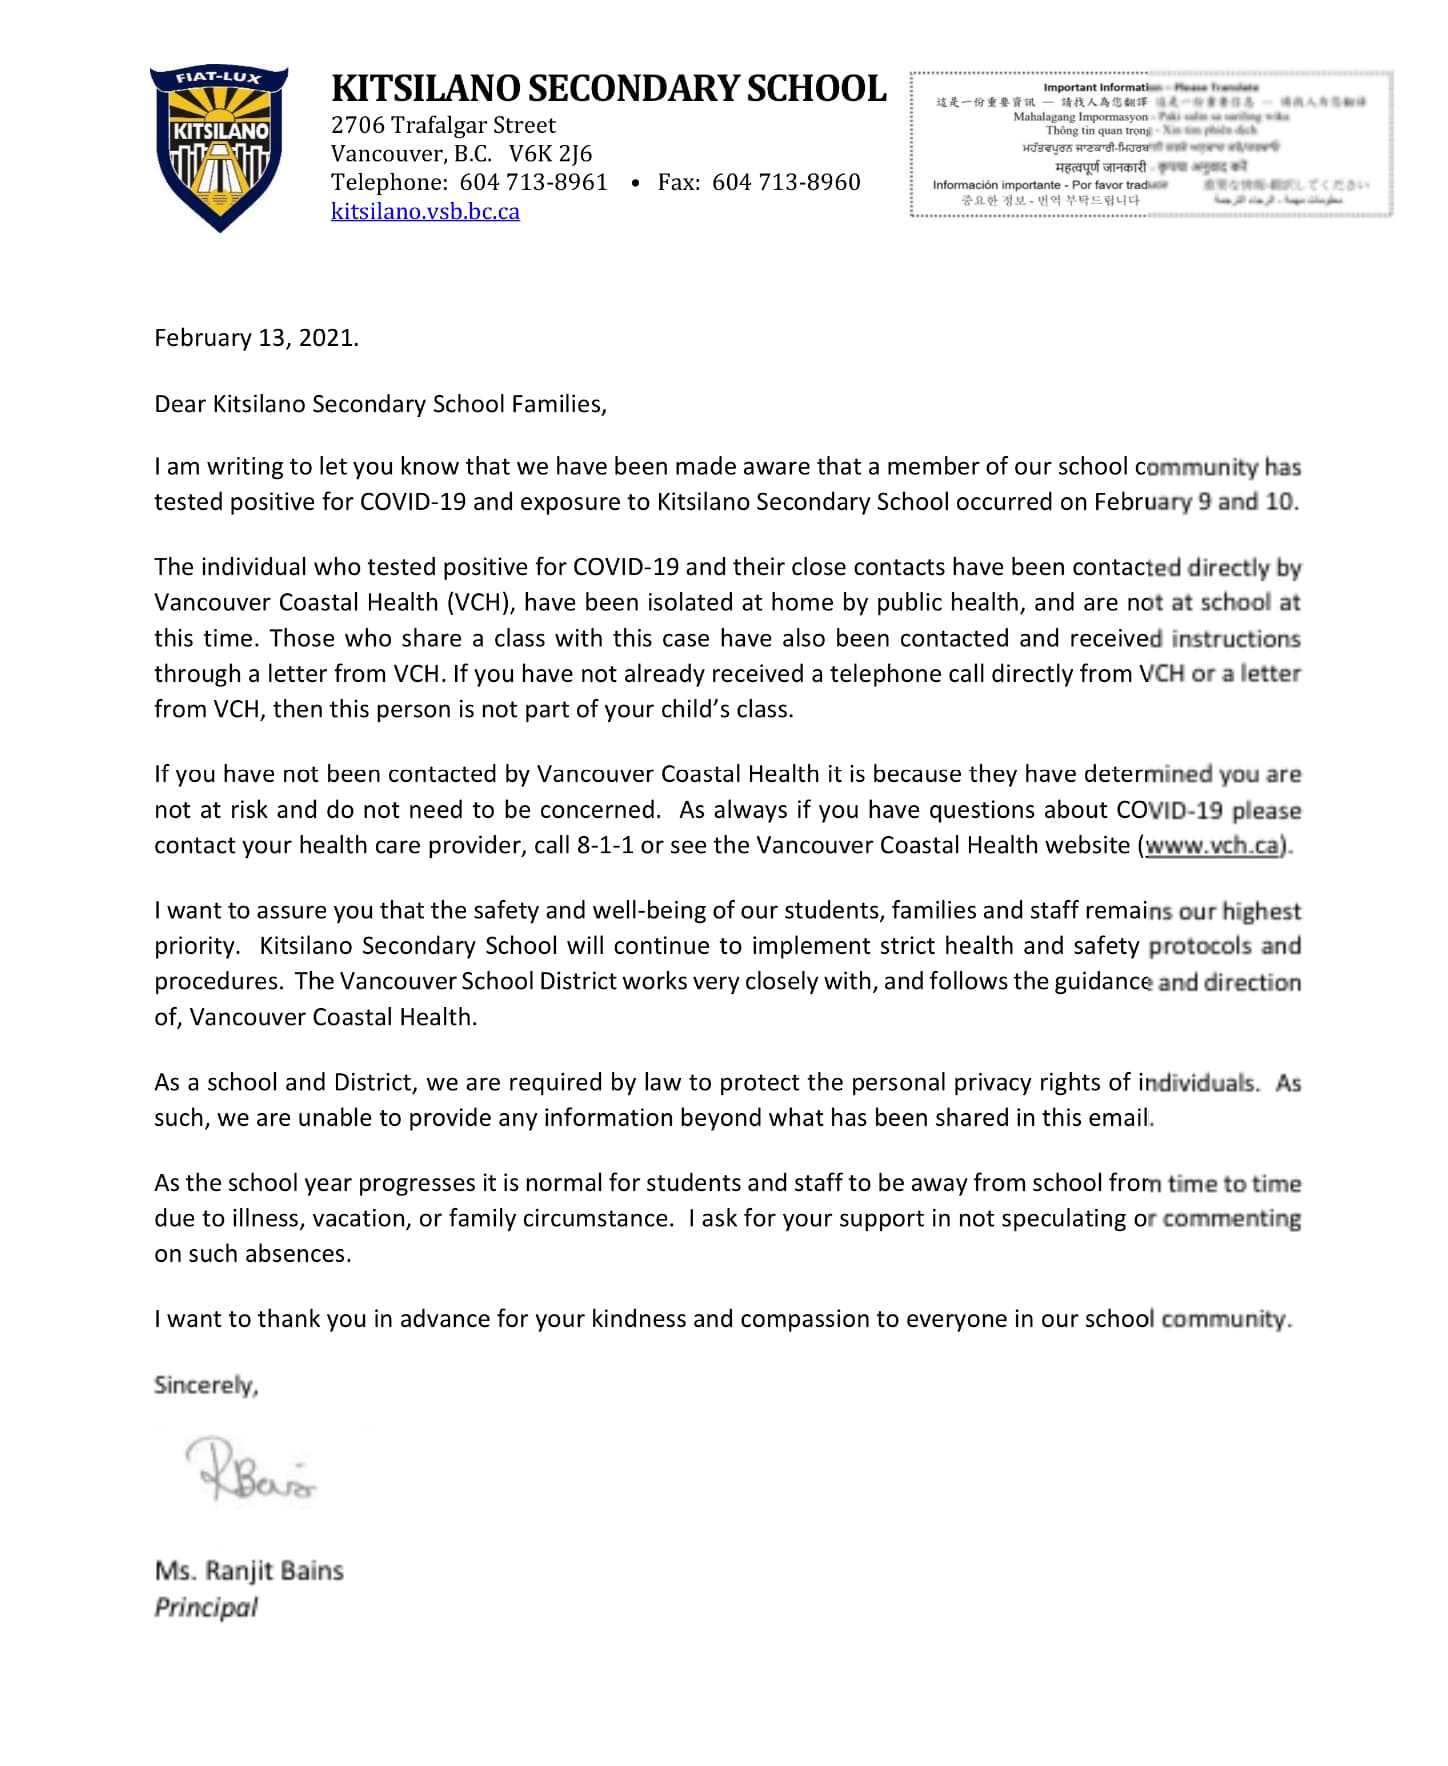 FIAT-LUX
KITSILANO
KITSILANO SECONDARY SCHOOL
2706 Trafalgar Street
Vancouver, B.C.   V6K 2J6
Telephone:  604 713-8961   •   Fax:  604 713-8960
kitsilano.vsb.bc.ca
Important Information - Please Translate
這是一份重要資訊 — 請找人為您翻譯
Mahalagang Impormasyon - Paki salin sa sariling wika
Thông tin quan trọng - Xin tìm phiên dịch
महत्वपूर्ण जानकारी - कृपया अनुवाद करें
Información importante - Por favor traducir
중요한 정보 - 번역 부탁드립니다
February 13, 2021.
Dear Kitsilano Secondary School Families,
I am writing to let you know that we have been made aware that a member of our school community has
tested positive for COVID-19 and exposure to Kitsilano Secondary School occurred on February 9 and 10.
The individual who tested positive for COVID-19 and their close contacts have been contacted directly by
Vancouver Coastal Health (VCH), have been isolated at home by public health, and are not at school at
this time. Those who share a class with this case have also been contacted and received instructions
through a letter from VCH. If you have not already received a telephone call directly from VCH or a letter
from VCH, then this person is not part of your child’s class.
If you have not been contacted by Vancouver Coastal Health it is because they have determined you are
not at risk and do not need to be concerned.  As always if you have questions about COVID-19 please
contact your health care provider, call 8-1-1 or see the Vancouver Coastal Health website (www.vch.ca).
I want to assure you that the safety and well-being of our students, families and staff remains our highest
priority.  Kitsilano Secondary School will continue to implement strict health and safety protocols and
procedures.  The Vancouver School District works very closely with, and follows the guidance and direction
of, Vancouver Coastal Health.
As a school and District, we are required by law to protect the personal privacy rights of individuals.  As
such, we are unable to provide any information beyond what has been shared in this email.
As the school year progresses it is normal for students and staff to be away from school from time to time
due to illness, vacation, or family circumstance.  I ask for your support in not speculating or commenting
on such absences.
I want to thank you in advance for your kindness and compassion to everyone in our school community.
Sincerely,
RBains
Ms. Ranjit Bains
Principal